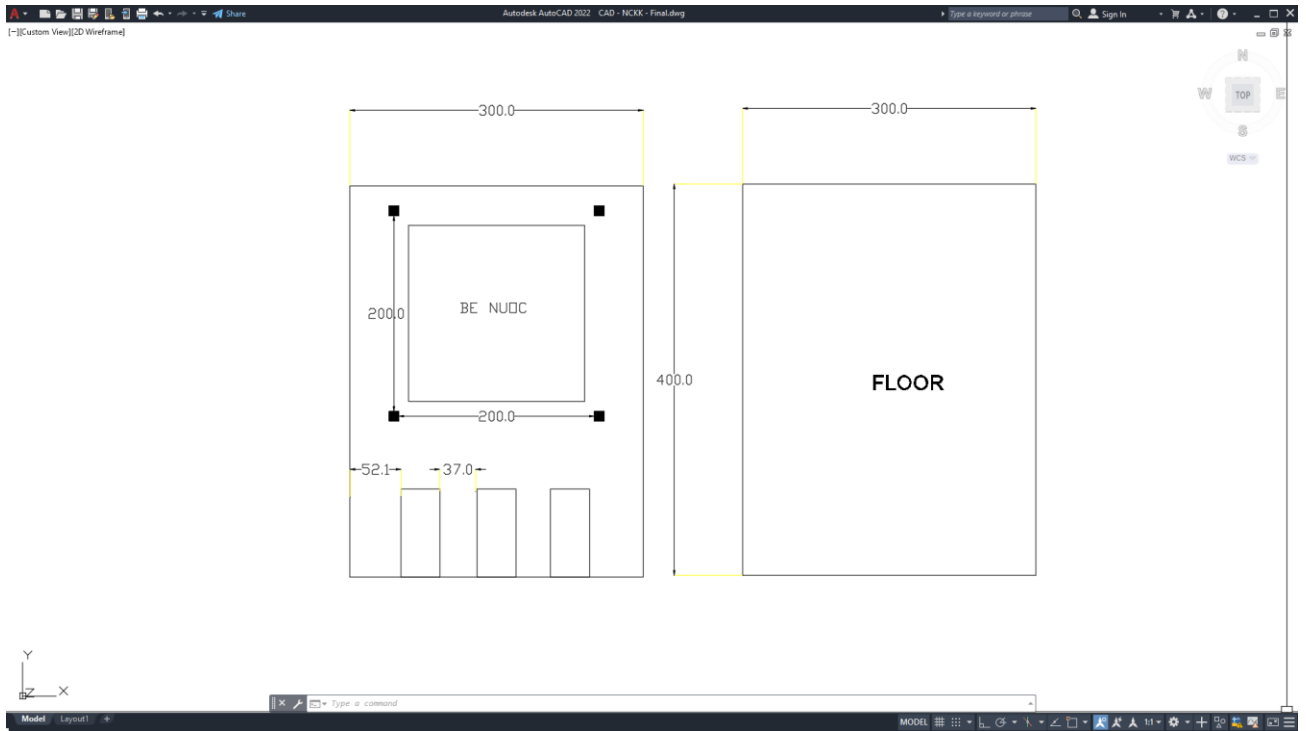 Share
Autodesk AutoCAD 2022 CAD - NCKK - Final.dwg
Type a keyword or phrase
Sign In
[-][Custom View][2D Wireframe]
N
W
TOP
E
S
WCS
300.0
300.0
200.0
BE NUOC
400.0
FLOOR
200.0
52.1
37.0
Y
Z
X
Type a command
Model
Layout1
+
MODEL
1:1